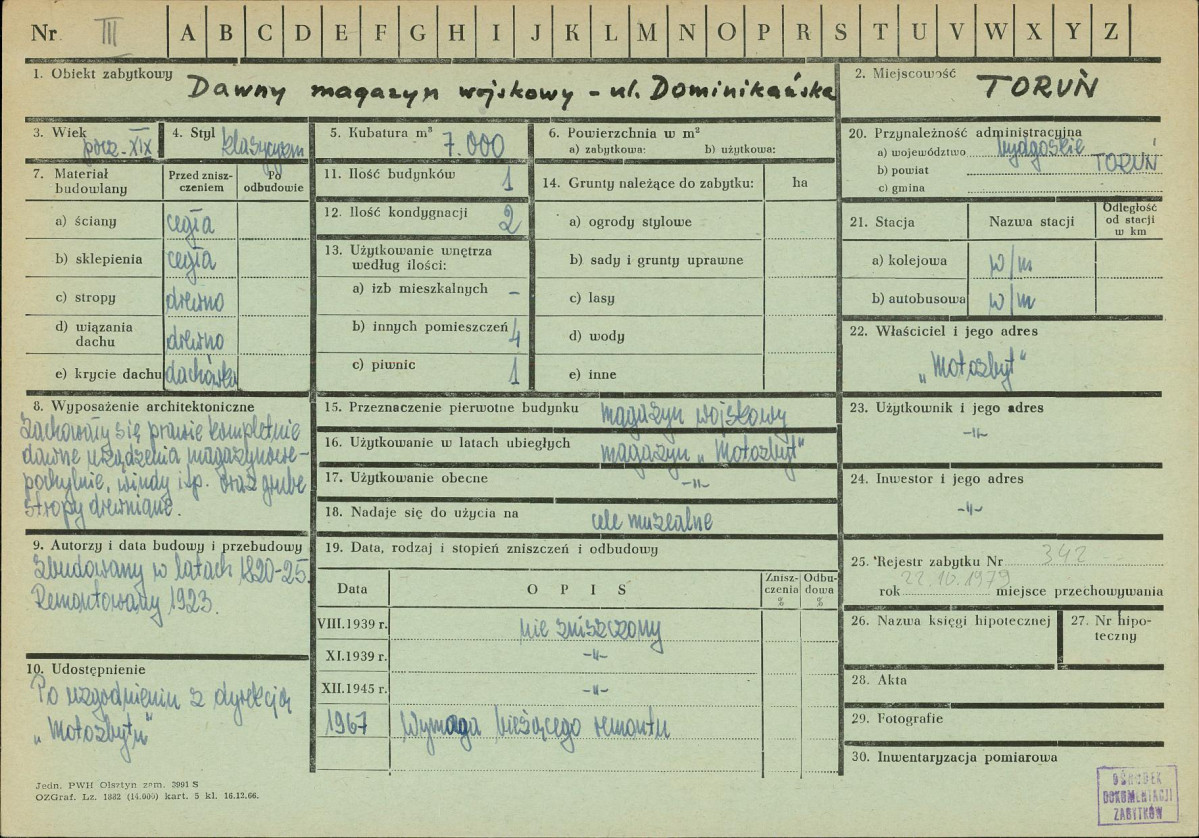 Nr. III A B C D E F G H I J K L M N O P R S T U V W X Y Z
1. Obiekt zabytkowy Dawny magazyn wojskowy - ul. Dominikańska
2. Miejscowość TORUŃ
3. Wiek pocz. XIX
4. Styl klasycyzm
5. Kubatura m³ 7.000
6. Powierzchnia w m²
a) zabytkowa: b) użytkowa:
7. Materiał budowlany
Przed znisz-
czeniem
Po
odbudowie
a) ściany cegła
b) sklepienia cegła
c) stropy drewno
d) wiązania
dachu drewno
e) krycie dachu dachówka
8. Wyposażenie architektoniczne
Zachowały się prawie kompletnie
dawne urządzenia magazynowe -
pochylnie, windy itp. oraz grube
stropy drewniane.
9. Autorzy i data budowy i przebudowy
Zbudowany w latach 1820-25.
Remontowany 1923.
10. Udostępnienie
Po uzgodnieniu z dyrekcją
„Motozbytu"
11. Ilość budynków 1
12. Ilość kondygnacji 2
13. Użytkowanie wnętrza
według ilości:
a) izb mieszkalnych -
b) innych pomieszczeń 4
c) piwnic 1
14. Grunty należące do zabytku: ha
a) ogrody stylowe
b) sady i grunty uprawne
c) lasy
d) wody
e) inne
15. Przeznaczenie pierwotne budynku magazyn wojskowy
16. Użytkowanie w latach ubiegłych magazyn „Motozbyt"
17. Użytkowanie obecne -"-
18. Nadaje się do użycia na cele muzealne
19. Data, rodzaj i stopień zniszczeń i odbudowy
Data O P I S Znisz-
czenia
% Odbu-
dowa
%
VIII.1939 r. nie zniszczony
XI.1939 r. -"-
XII.1945 r. -"-
1967 Wymaga bieżącego remontu
20. Przynależność administracyjna
a) województwo bydgoskie
b) powiat TORUŃ
c) gmina
21. Stacja Nazwa stacji Odległość
od stacji
w km
a) kolejowa w/m
b) autobusowa w/m
22. Właściciel i jego adres
„Motozbyt"
23. Użytkownik i jego adres
-"-
24. Inwestor i jego adres
-"-
25. Rejestr zabytku Nr 342
rok 22.10.1979 miejsce przechowywania
26. Nazwa księgi hipotecznej
27. Nr hipo-
teczny
28. Akta
29. Fotografie
30. Inwentaryzacja pomiarowa
Jedn. PWH Olsztyn zam. 3991 S
OZGraf. Lz. 1882 (14.000) kart. 5 kl. 16.12.66.
OŚRODEK
DOKUMENTACJI
ZABYTKÓW